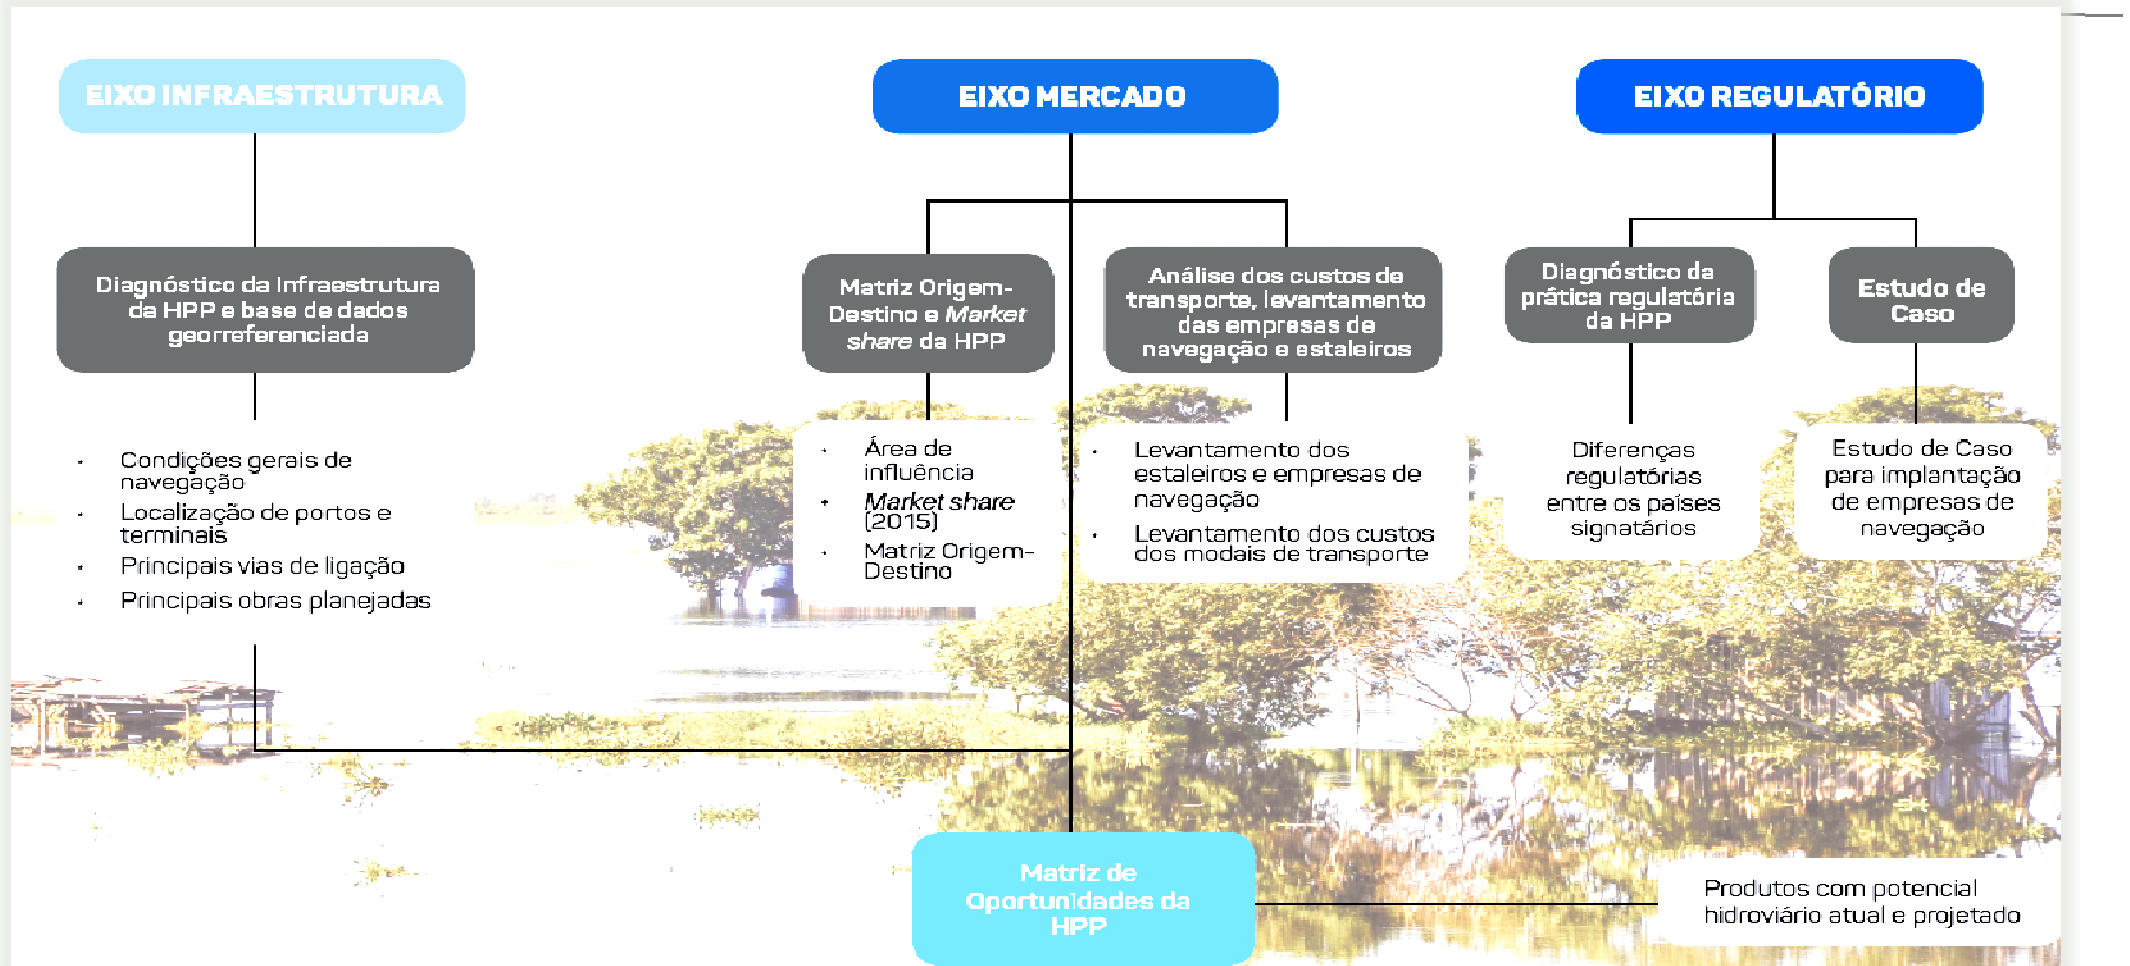 EIXO INFRAESTRUTURA
EIXO MERCADO
EIXO REGULATÓRIO
Diagnóstico da Infraestrutura
da HPP e base de dados
georreferenciada
Matriz Origem-
Destino e Market
share da HPP
Análise dos custos de
transporte, levantamento
das empresas de
navegação e estaleiros
Diagnóstico da
prática regulatória
da HPP
Estudo de
Caso
• Condições gerais de
navegação
• Localização de portos e
terminais
• Principais vias de ligação
• Principais obras planejadas
• Área de
influência
• Market share
(2015)
• Matriz Origem-
Destino
• Levantamento dos
estaleiros e empresas de
navegação
• Levantamento dos custos
dos modais de transporte
Diferenças
regulatórias
entre os países
signatários
Estudo de Caso
para implantação
de empresas de
navegação
Matriz de
Oportunidades da
HPP
Produtos com potencial
hidroviário atual e projetado